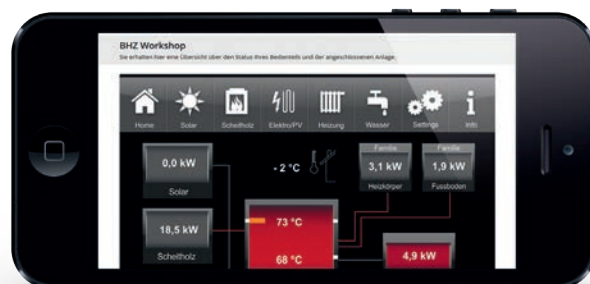 BHZ Workshop
Sie erhalten hier eine Übersicht über den Status Ihres Bedienteils und der angeschlossenen Anlage.
Home Solar Scheitholz Elektro/PV Heizung Wasser Settings Info
0,0 kW
Solar
- 2 °C
Familie
3,1 kW
Heizkörper
Familie
1,9 kW
Fussboden
18,5 kW
Scheitholz
73 °C
68 °C
4,9 kW